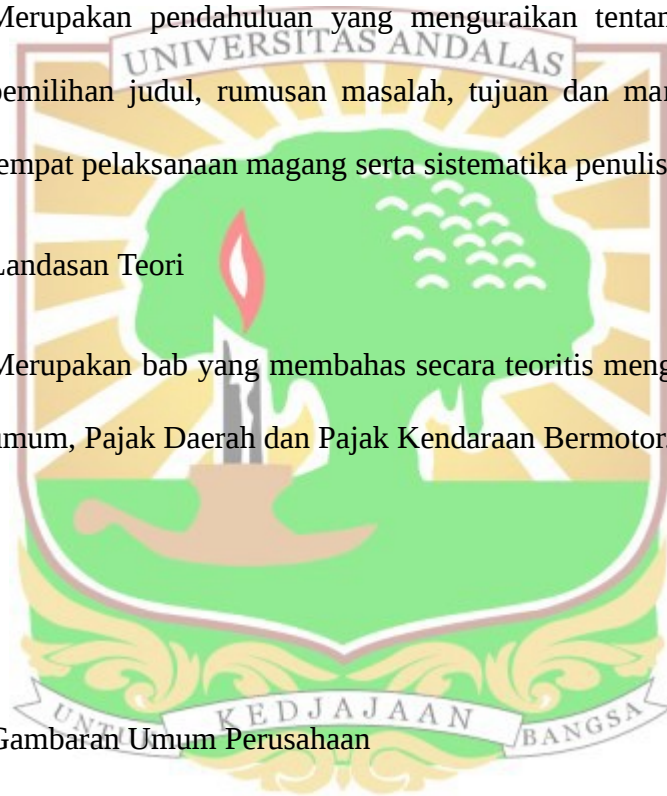 Merupakan pendahuluan yang menguraikan tentan
UNIVERSITAS ANDALAS
pemilihan judul, rumusan masalah, tujuan dan man
tempat pelaksanaan magang serta sistematika penulis
Landasan Teori
Merupakan bab yang membahas secara teoritis meng
umum, Pajak Daerah dan Pajak Kendaraan Bermotor.
UNTUK KEDJAJAAN BANGSA
Gambaran Umum Perusahaan